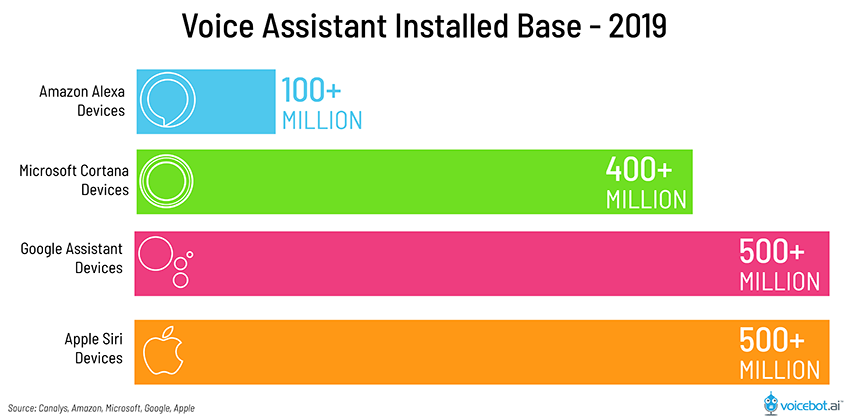 Voice Assistant Installed Base - 2019
Amazon Alexa
Devices
100+
MILLION
Microsoft Cortana
Devices
400+
MILLION
Google Assistant
Devices
500+
MILLION
Apple Siri
Devices
500+
MILLION
Source: Canalys, Amazon, Microsoft, Google, Apple
voicebot.ai™